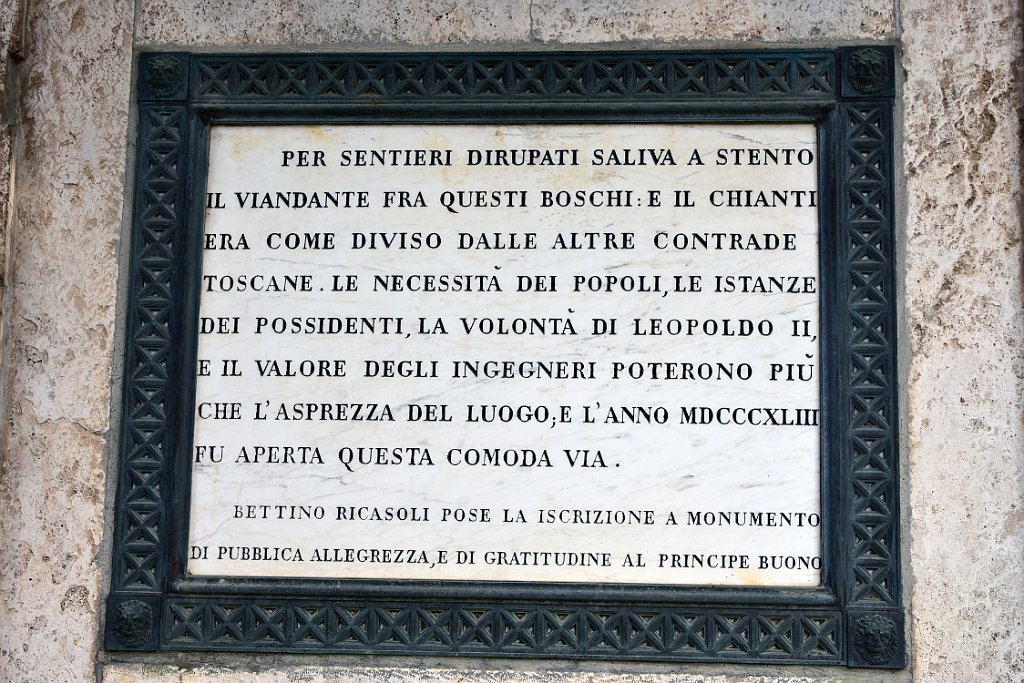 PER SENTIERI DIRUPATI SALIVA A STENTO
IL VIANDANTE FRA QUESTI BOSCHI: E IL CHIANTI
ERA COME DIVISO DALLE ALTRE CONTRADE
TOSCANE. LE NECESSITÀ DEI POPOLI, LE ISTANZE
DEI POSSIDENTI, LA VOLONTÀ DI LEOPOLDO II,
E IL VALORE DEGLI INGEGNERI POTERONO PIÙ
CHE L'ASPREZZA DEL LUOGO; E L'ANNO MDCCCXLIII
FU APERTA QUESTA COMODA VIA.
BETTINO RICASOLI POSE LA ISCRIZIONE A MONUMENTO
DI PUBBLICA ALLEGREZZA, E DI GRATITUDINE AL PRINCIPE BUONO